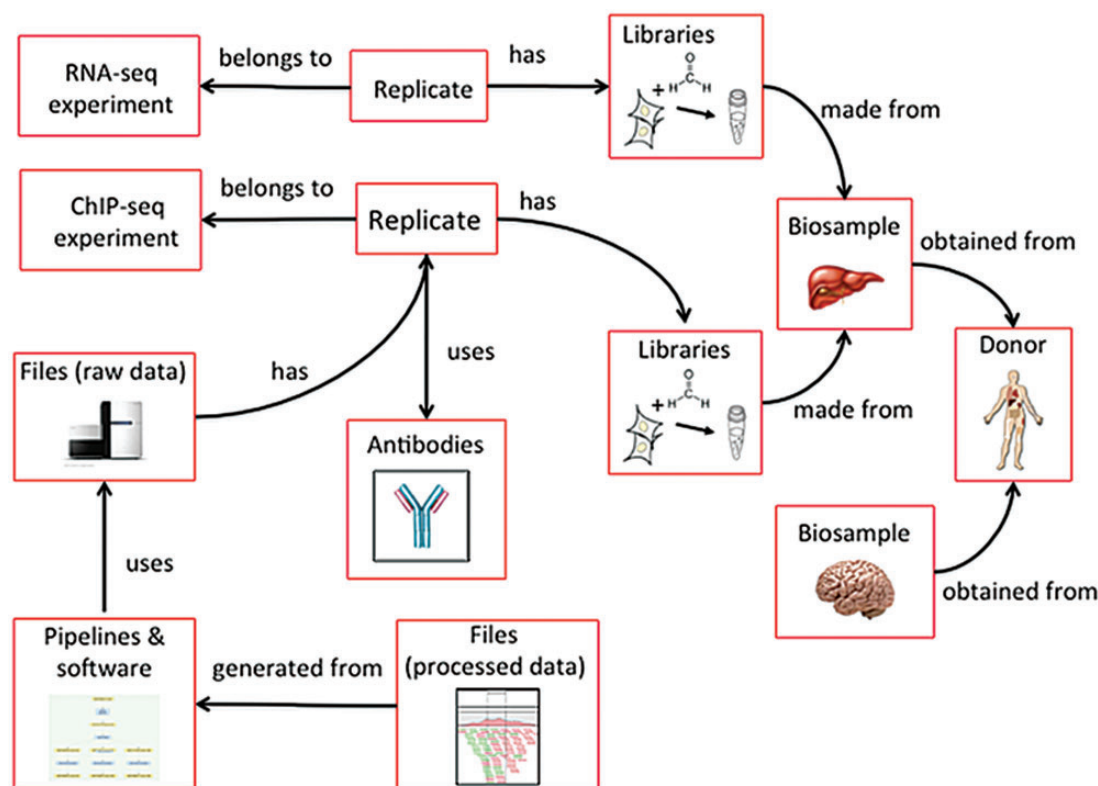 RNA-seq
experiment
belongs to
Replicate
has
Libraries
O
C
H H
+
made from
ChIP-seq
experiment
belongs to
Replicate
has
Biosample
obtained from
Files (raw data)
has
uses
Libraries
O
C
H H
+
made from
Donor
Antibodies
uses
Biosample
obtained from
Pipelines &
software
generated from
Files
(processed data)